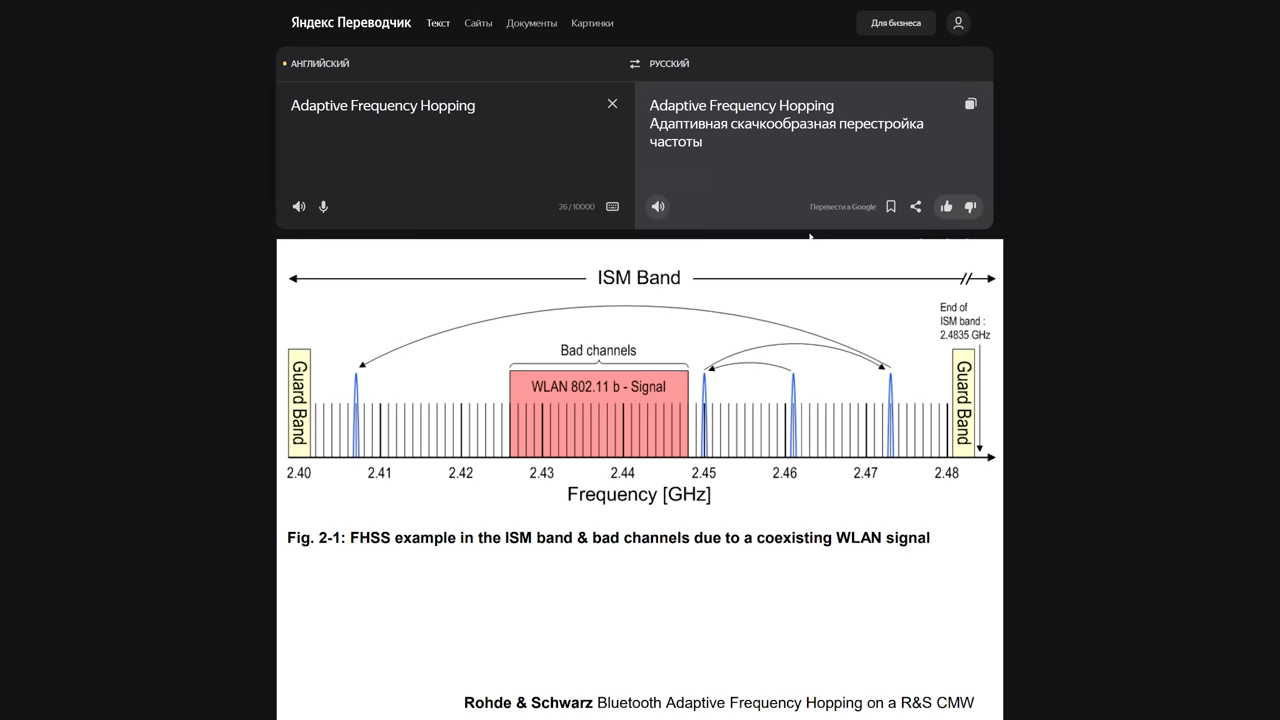 Яндекс Переводчик Текст Сайты Документы Картинки Для бизнеса
АНГЛИЙСКИЙ
РУССКИЙ
Adaptive Frequency Hopping
26 / 10000
Adaptive Frequency Hopping
Адаптивная скачкообразная перестройка
частоты
Перевести в Google
ISM Band
End of
ISM band :
2.4835 GHz
Bad channels
WLAN 802.11 b - Signal
Guard Band
Guard Band
2.40 2.41 2.42 2.43 2.44 2.45 2.46 2.47 2.48
Frequency [GHz]
Fig. 2-1: FHSS example in the ISM band & bad channels due to a coexisting WLAN signal
Rohde & Schwarz Bluetooth Adaptive Frequency Hopping on a R&S CMW